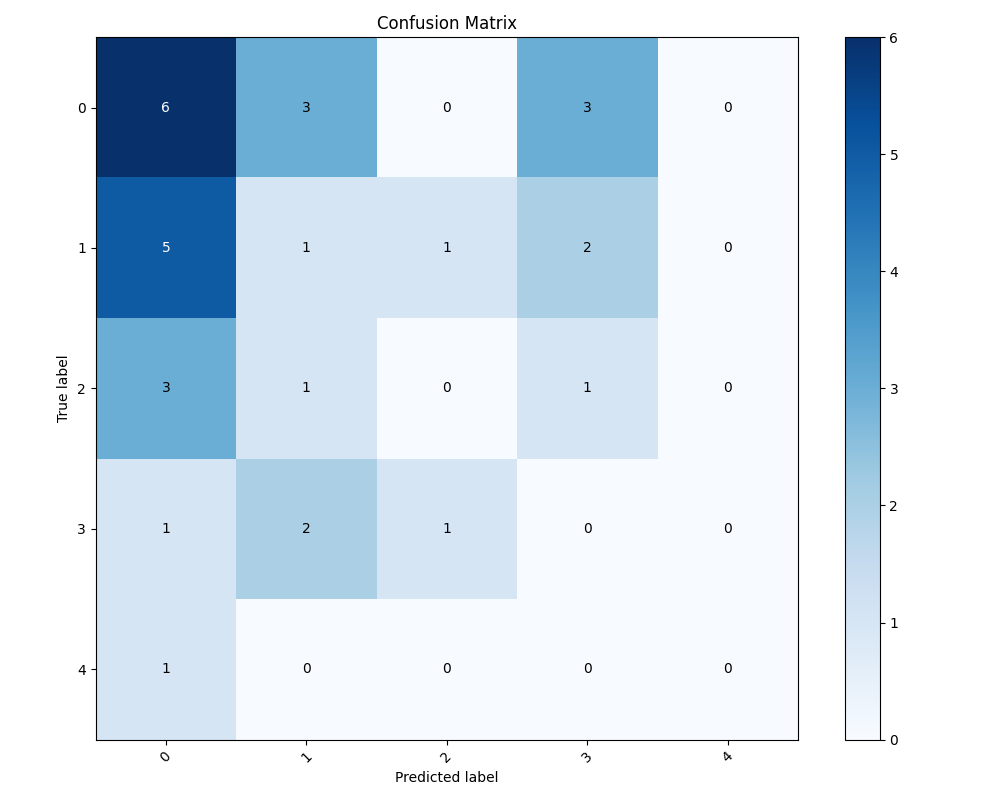 Confusion Matrix
0 6 3 0 3 0
1 5 1 1 2 0
2 3 1 0 1 0
3 1 2 1 0 0
4 1 0 0 0 0
0 1 2 3 4
True label
Predicted label
6
5
4
3
2
1
0